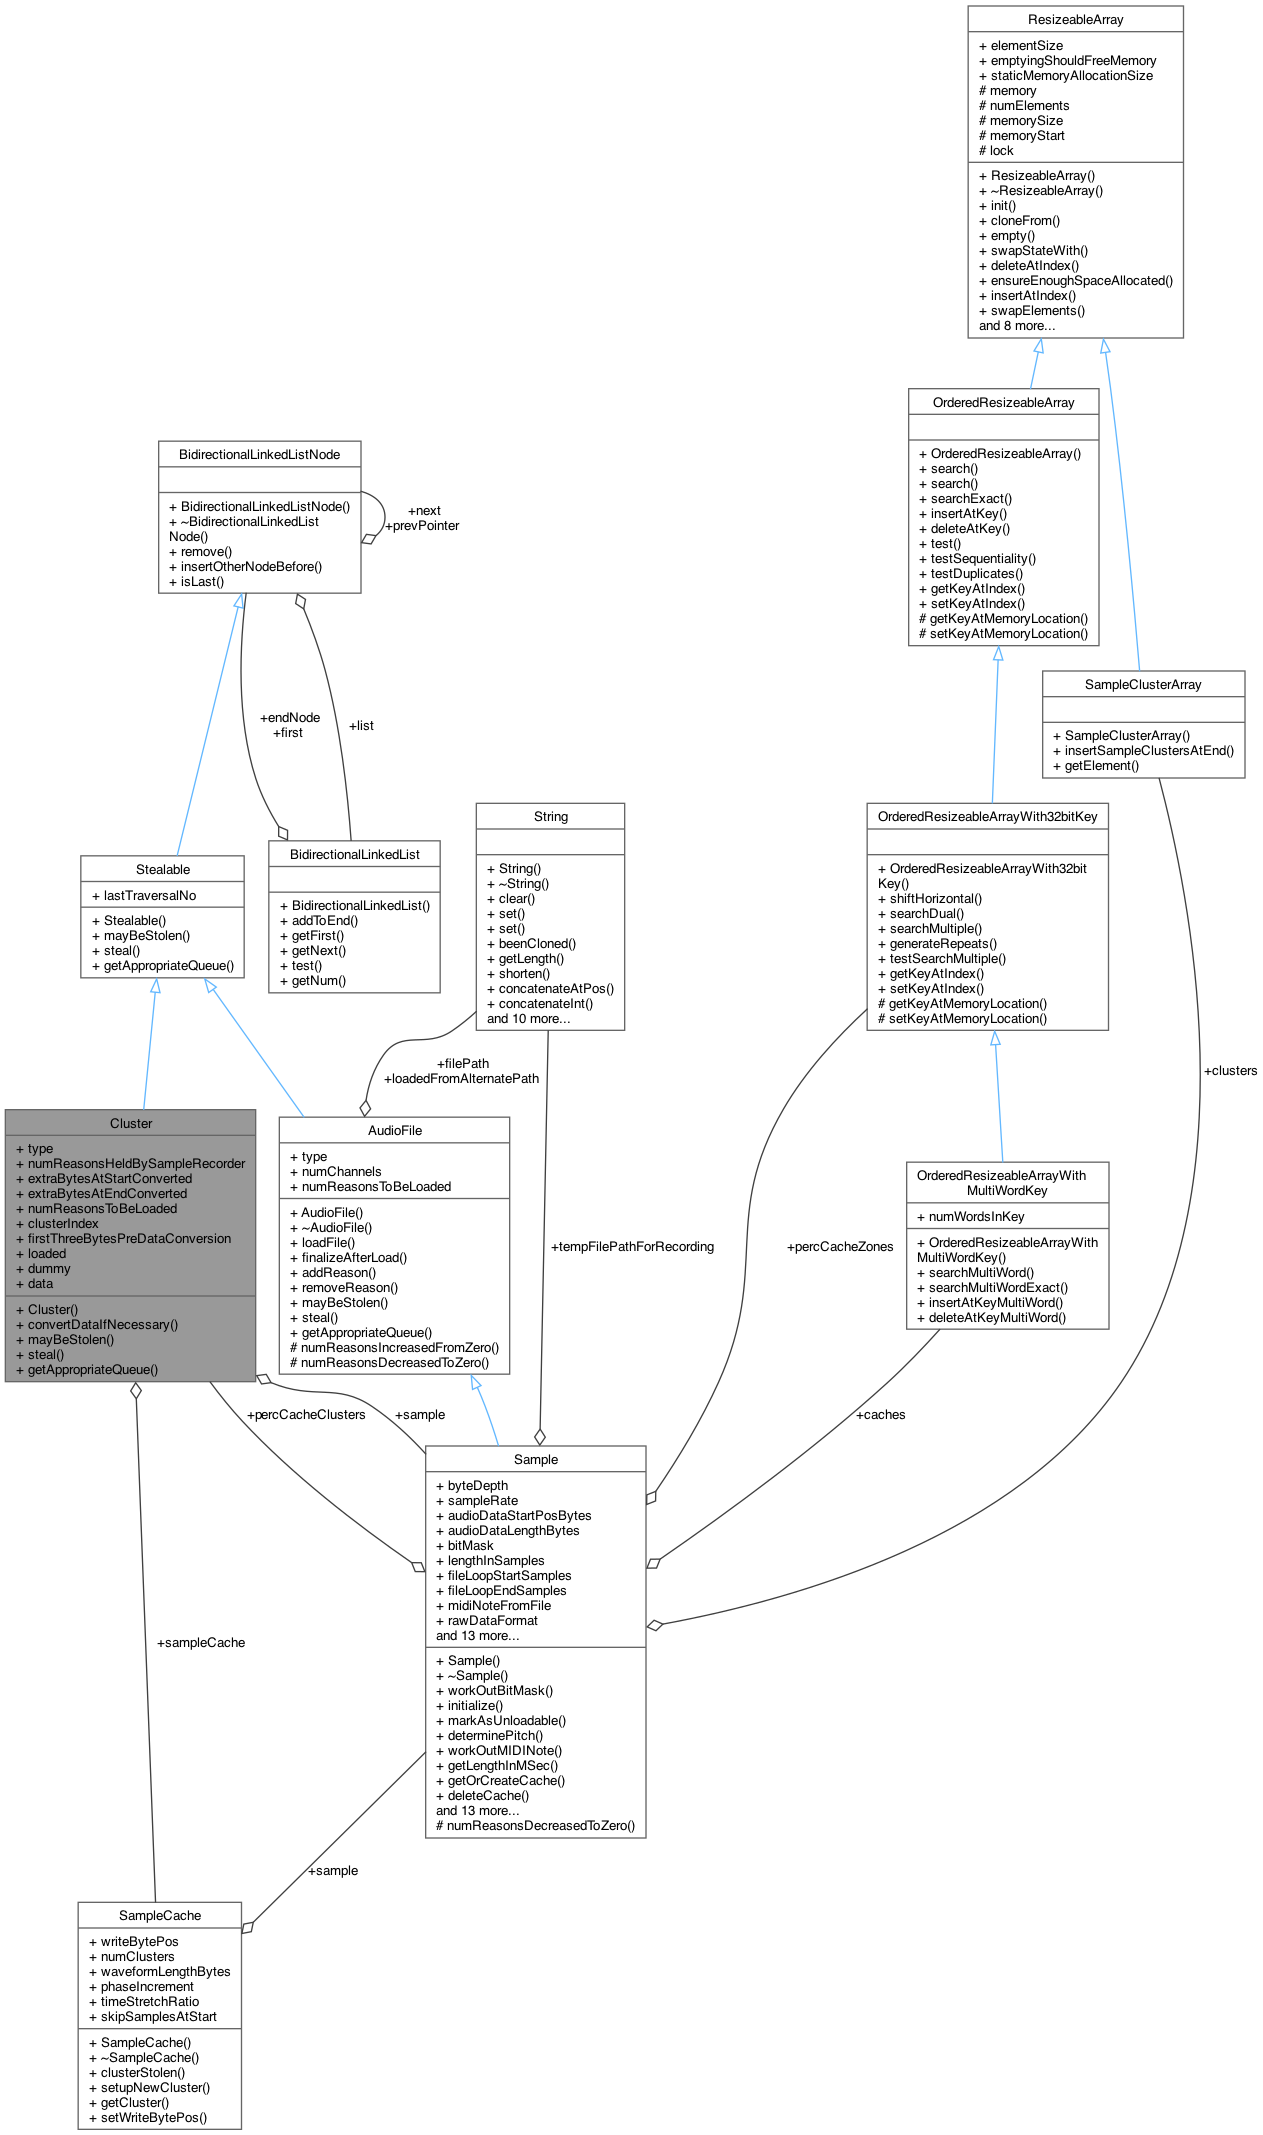 ResizeableArray
+ elementSize
+ emptyingShouldFreeMemory
+ staticMemoryAllocationSize
# memory
# numElements
# memorySize
# memoryStart
# lock
+ ResizeableArray()
+ ~ResizeableArray()
+ init()
+ cloneFrom()
+ empty()
+ swapStateWith()
+ deleteAtIndex()
+ ensureEnoughSpaceAllocated()
+ insertAtIndex()
+ swapElements()
and 8 more...
OrderedResizeableArray
+ OrderedResizeableArray()
+ search()
+ search()
+ searchExact()
+ insertAtKey()
+ deleteAtKey()
+ test()
+ testSequentiality()
+ testDuplicates()
+ getKeyAtIndex()
+ setKeyAtIndex()
# getKeyAtMemoryLocation()
# setKeyAtMemoryLocation()
BidirectionalLinkedListNode
+ BidirectionalLinkedListNode()
+ ~BidirectionalLinkedList
Node()
+ remove()
+ insertOtherNodeBefore()
+ isLast()
+next
+prevPointer
SampleClusterArray
+ SampleClusterArray()
+ insertSampleClustersAtEnd()
+ getElement()
+endNode
+first
+list
BidirectionalLinkedList
+ BidirectionalLinkedList()
+ addToEnd()
+ getFirst()
+ getNext()
+ test()
+ getNum()
Stealable
+ lastTraversalNo
+ Stealable()
+ mayBeStolen()
+ steal()
+ getAppropriateQueue()
String
+ String()
+ ~String()
+ clear()
+ set()
+ set()
+ beenCloned()
+ getLength()
+ shorten()
+ concatenateAtPos()
+ concatenateInt()
and 10 more...
OrderedResizeableArrayWith32bitKey
+ OrderedResizeableArrayWith32bit
Key()
+ shiftHorizontal()
+ searchDual()
+ searchMultiple()
+ generateRepeats()
+ testSearchMultiple()
+ getKeyAtIndex()
+ setKeyAtIndex()
# getKeyAtMemoryLocation()
# setKeyAtMemoryLocation()
+filePath
+loadedFromAlternatePath
+clusters
Cluster
+ type
+ numReasonsHeldBySampleRecorder
+ extraBytesAtStartConverted
+ extraBytesAtEndConverted
+ numReasonsToBeLoaded
+ clusterIndex
+ firstThreeBytesPreDataConversion
+ loaded
+ dummy
+ data
+ Cluster()
+ convertDataIfNecessary()
+ mayBeStolen()
+ steal()
+ getAppropriateQueue()
AudioFile
+ type
+ numChannels
+ numReasonsToBeLoaded
+ AudioFile()
+ ~AudioFile()
+ loadFile()
+ finalizeAfterLoad()
+ addReason()
+ removeReason()
+ mayBeStolen()
+ steal()
+ getAppropriateQueue()
# numReasonsIncreasedFromZero()
# numReasonsDecreasedToZero()
OrderedResizeableArrayWith
MultiWordKey
+ numWordsInKey
+ OrderedResizeableArrayWith
MultiWordKey()
+ searchMultiWord()
+ searchMultiWordExact()
+ insertAtKeyMultiWord()
+ deleteAtKeyMultiWord()
+tempFilePathForRecording
+percCacheZones
+percCacheClusters
+sample
+caches
Sample
+ byteDepth
+ sampleRate
+ audioDataStartPosBytes
+ audioDataLengthBytes
+ bitMask
+ lengthInSamples
+ fileLoopStartSamples
+ fileLoopEndSamples
+ midiNoteFromFile
+ rawDataFormat
and 13 more...
+ Sample()
+ ~Sample()
+ workOutBitMask()
+ initialize()
+ markAsUnloadable()
+ determinePitch()
+ workOutMIDINote()
+ getLengthInMSec()
+ getOrCreateCache()
+ deleteCache()
and 13 more...
# numReasonsDecreasedToZero()
+sampleCache
+sample
SampleCache
+ writeBytePos
+ numClusters
+ waveformLengthBytes
+ phaseIncrement
+ timeStretchRatio
+ skipSamplesAtStart
+ SampleCache()
+ ~SampleCache()
+ clusterStolen()
+ setupNewCluster()
+ getCluster()
+ setWriteBytePos()